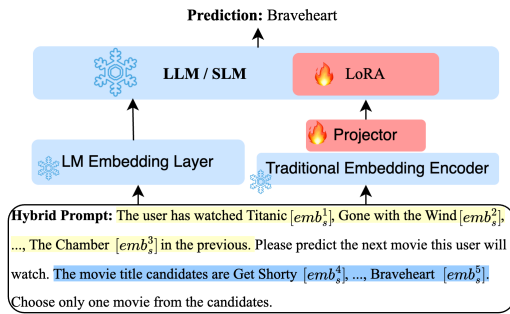 Prediction: Braveheart
LLM / SLM
LoRA
Projector
LM Embedding Layer
Traditional Embedding Encoder
Hybrid Prompt: The user has watched Titanic [emb_s^1], Gone with the Wind [emb_s^2],
..., The Chamber [emb_s^3] in the previous. Please predict the next movie this user will
watch. The movie title candidates are Get Shorty [emb_s^4], ..., Braveheart [emb_s^5].
Choose only one movie from the candidates.